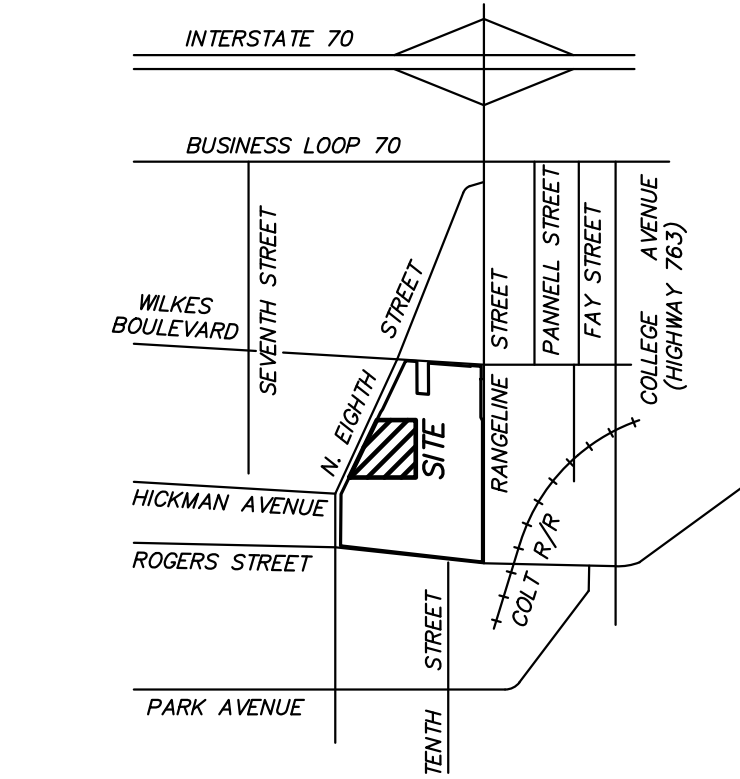 INTERSTATE 70
BUSINESS LOOP 70
SEVENTH STREET
WILKES
BOULEVARD
N. EIGHTH STREET
STREET
RANGELINE
PANNELL STREET
FAY STREET
COLLEGE AVENUE
(HIGHWAY 763)
SITE
HICKMAN AVENUE
ROGERS STREET
COLT R/R
PARK AVENUE
TENTH STREET